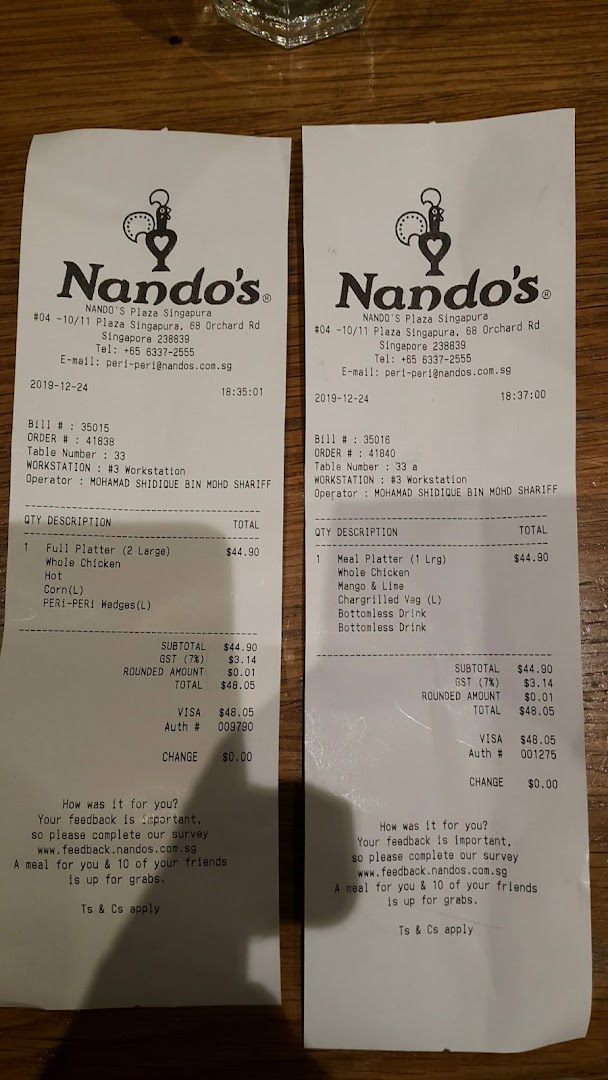 Nando's®
NANDO'S Plaza Singapura
#04 -10/11 Plaza Singapura, 68 Orchard Rd
Singapore 238839
Tel: +65 6337-2555
E-mail: peri-peri@nandos.com.sg
2019-12-24 18:35:01
Bill # : 35015
ORDER # : 41838
Table Number : 33
WORKSTATION : #3 Workstation
Operator : MOHAMAD SHIDIQUE BIN MOHD SHARIFF
QTY DESCRIPTION TOTAL
1 Full Platter (2 Large) $44.90
Whole Chicken
Hot
Corn(L)
PERi-PERi Wedges(L)
SUBTOTAL $44.90
GST (7%) $3.14
ROUNDED AMOUNT $0.01
TOTAL $48.05
VISA $48.05
Auth # 009790
CHANGE $0.00
How was it for you?
Your feedback is important,
so please complete our survey
www.feedback.nandos.com.sg
A meal for you & 10 of your friends
is up for grabs.
Ts & Cs apply
Nando's®
NANDO'S Plaza Singapura
#04 -10/11 Plaza Singapura, 68 Orchard Rd
Singapore 238839
Tel: +65 6337-2555
E-mail: peri-peri@nandos.com.sg
2019-12-24 18:37:00
Bill # : 35016
ORDER # : 41840
Table Number : 33 a
WORKSTATION : #3 Workstation
Operator : MOHAMAD SHIDIQUE BIN MOHD SHARIFF
QTY DESCRIPTION TOTAL
1 Meal Platter (1 Lrg) $44.90
Whole Chicken
Mango & Lime
Chargrilled Veg (L)
Bottomless Drink
Bottomless Drink
SUBTOTAL $44.90
GST (7%) $3.14
ROUNDED AMOUNT $0.01
TOTAL $48.05
VISA $48.05
Auth # 001275
CHANGE $0.00
How was it for you?
Your feedback is important,
so please complete our survey
www.feedback.nandos.com.sg
A meal for you & 10 of your friends
is up for grabs.
Ts & Cs apply